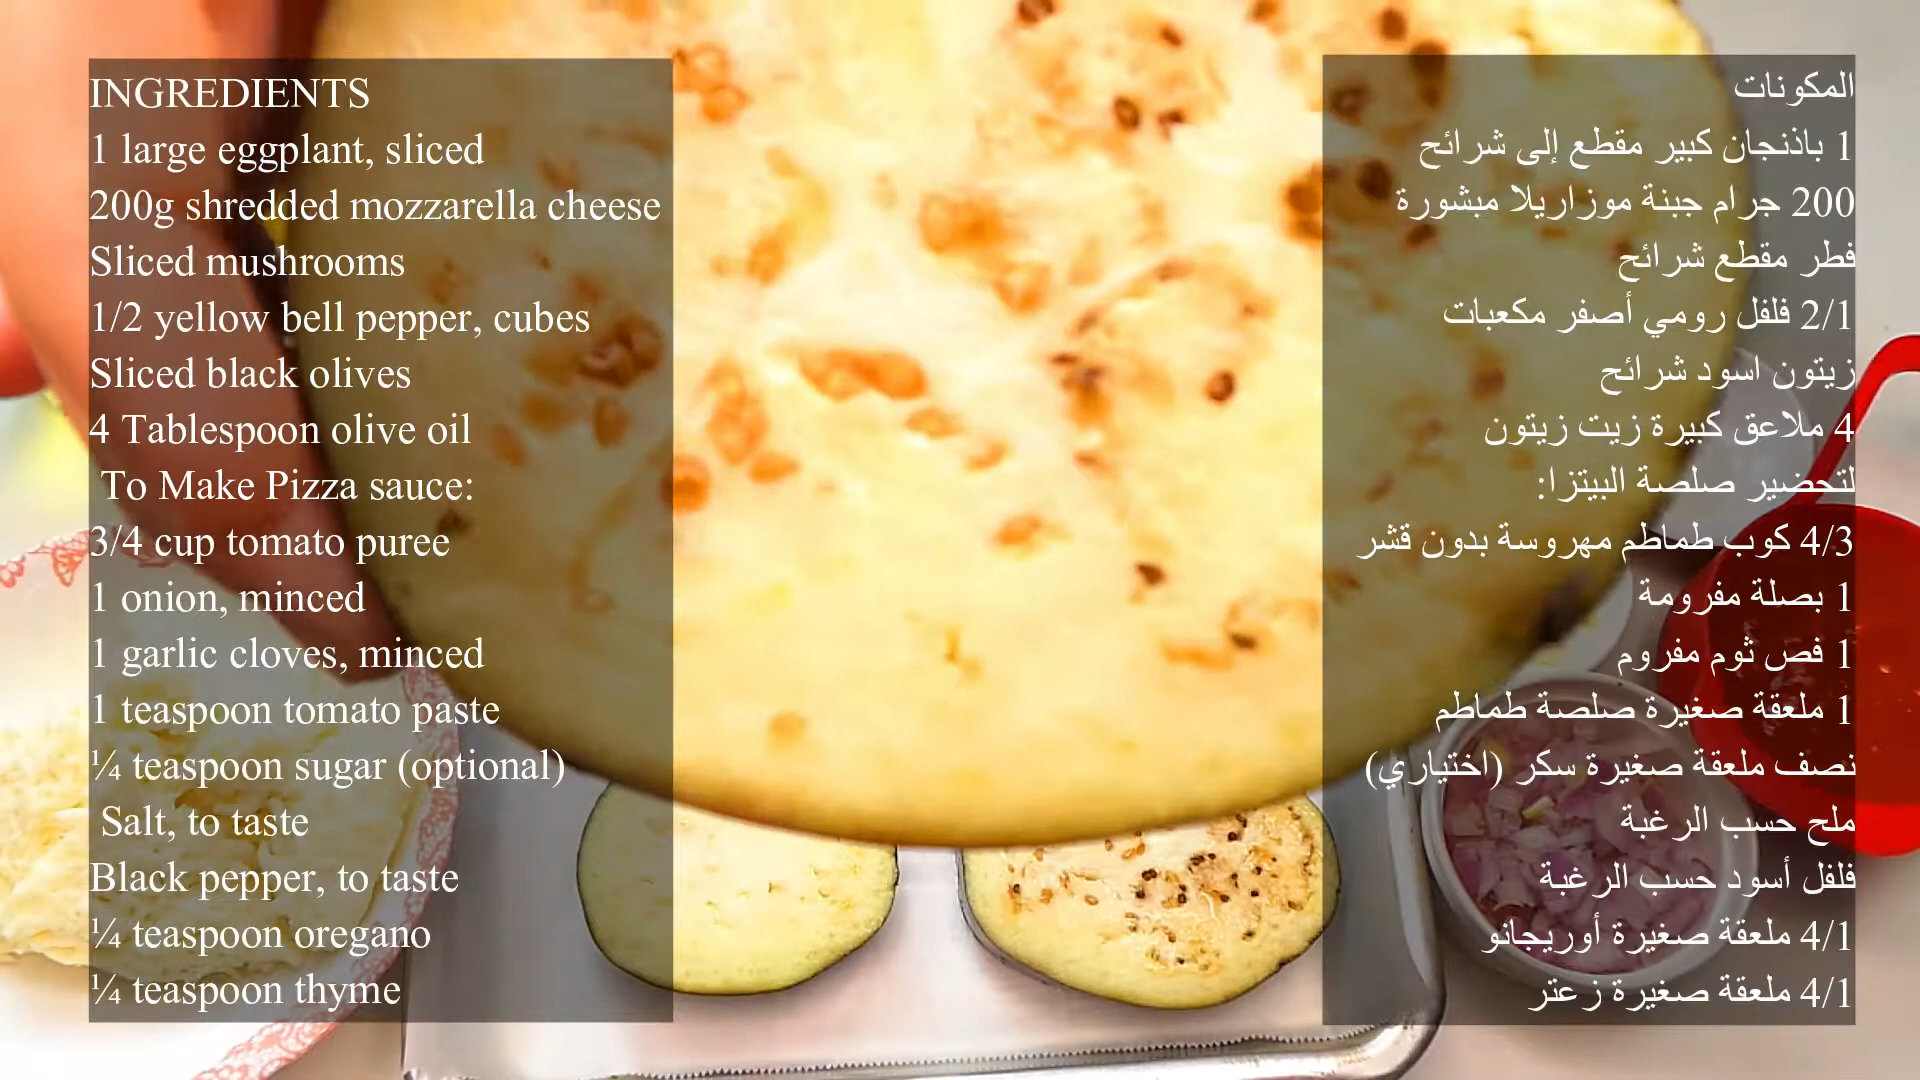 INGREDIENTS
1 large eggplant, sliced
200g shredded mozzarella cheese
Sliced mushrooms
1/2 yellow bell pepper, cubes
Sliced black olives
4 Tablespoon olive oil
To Make Pizza sauce:
3/4 cup tomato puree
1 onion, minced
1 garlic cloves, minced
1 teaspoon tomato paste
¼ teaspoon sugar (optional)
Salt, to taste
Black pepper, to taste
¼ teaspoon oregano
¼ teaspoon thyme
المكونات
1 باذنجان كبير مقطع إلى شرائح
200 جرام جبنة موزاريلا مبشورة
فطر مقطع شرائح
2/1 فلفل رومي أصفر مكعبات
زيتون اسود شرائح
4 ملاعق كبيرة زيت زيتون
لتحضير صلصة البيتزا:
4/3 كوب طماطم مهروسة بدون قشر
1 بصلة مفرومة
1 فص ثوم مفروم
1 ملعقة صغيرة صلصة طماطم
نصف ملعقة صغيرة سكر (اختياري)
ملح حسب الرغبة
فلفل أسود حسب الرغبة
4/1 ملعقة صغيرة أوريجانو
4/1 ملعقة صغيرة زعتر